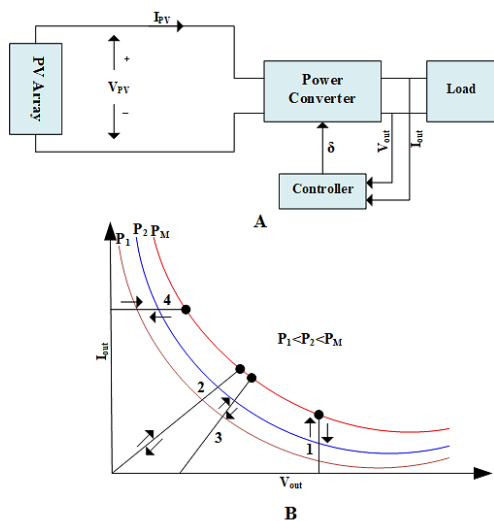 I_PV
PV Array
+
V_PV
−
Power
Converter
Load
δ
V_out
I_out
Controller
A
P_1 P_2 P_M
4
P_1<P_2<P_M
I_out
2
3
1
V_out
B